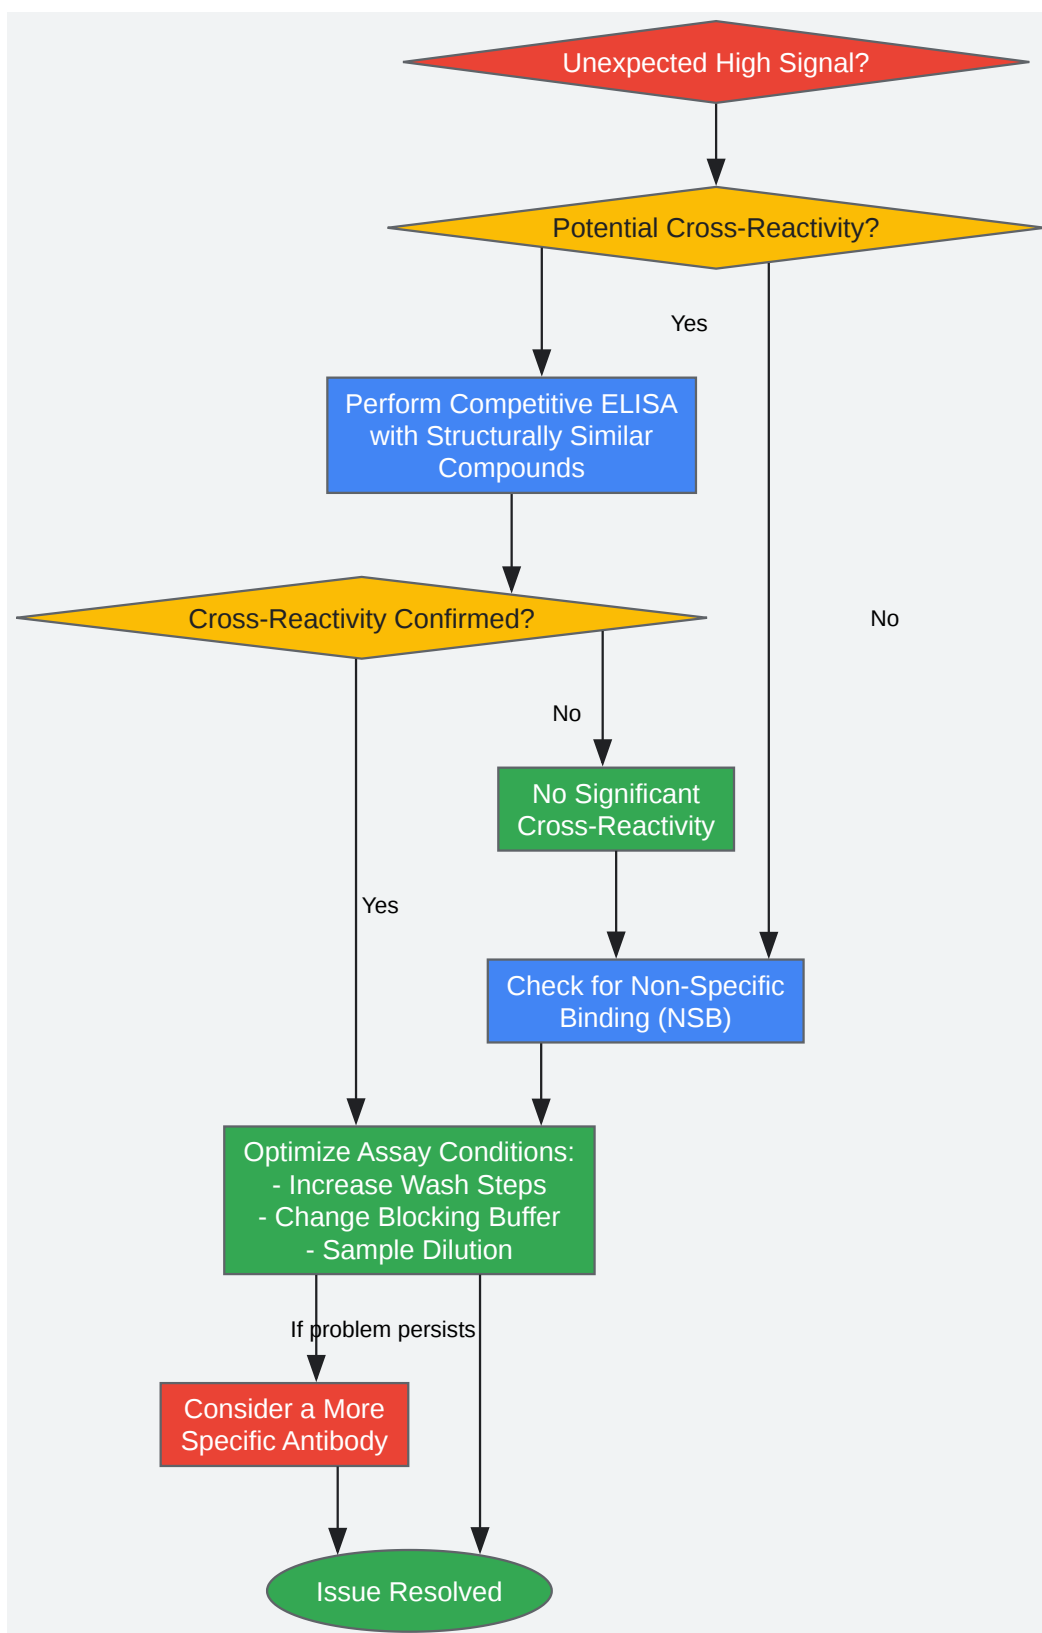 Unexpected High Signal?
Potential Cross-Reactivity?
Yes
Perform Competitive ELISA
with Structurally Similar
Compounds
Cross-Reactivity Confirmed?
No
No
No Significant
Cross-Reactivity
Yes
Check for Non-Specific
Binding (NSB)
Optimize Assay Conditions:
- Increase Wash Steps
- Change Blocking Buffer
- Sample Dilution
If problem persists
Consider a More
Specific Antibody
Issue Resolved